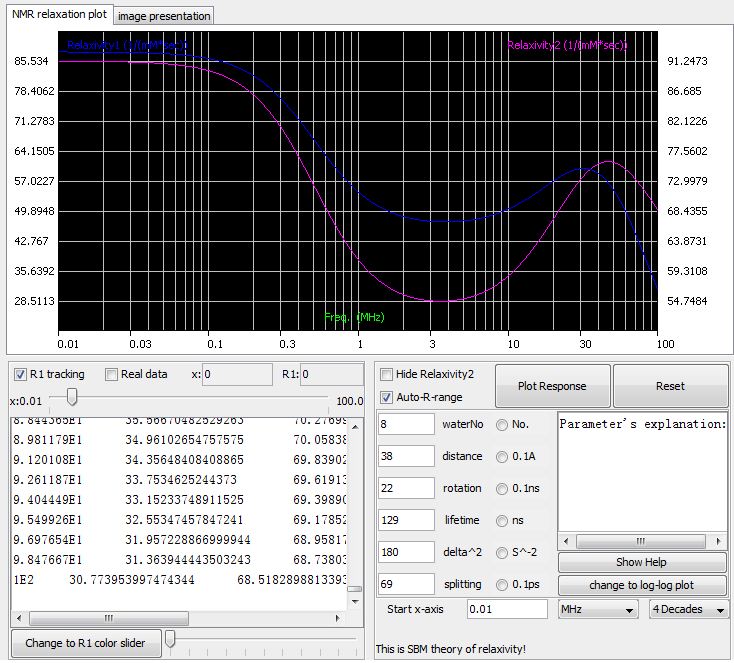 NMR relaxation plot image presentation
Relaxivity1 (1/(mM*sec)) Relaxivity2 (1/(mM*sec))
85.534 91.2473
78.4062 86.685
71.2783 82.1226
64.1505 77.5602
57.0227 72.9979
49.8948 68.4355
42.767 63.8731
35.6392 59.3108
28.5113 54.7484
Freq. (MHz)
0.01 0.03 0.1 0.3 1 3 10 30 100
R1 tracking Real data x: 0 R1: 0
x:0.01 100.0
8.844365E1 35.56670482529263 70.27699
8.981179E1 34.96102654757575 70.05838
9.120108E1 34.35648408408865 69.83902
9.261187E1 33.7534625244373 69.61913
9.404449E1 33.15233748911525 69.39890
9.549926E1 32.55347457847241 69.17852
9.697654E1 31.957228866999944 68.95817
9.847667E1 31.363944443503243 68.73803
1E2 30.773953997474344 68.5182898813393
Change to R1 color slider
Hide Relaxivity2
Auto-R-range
Plot Response Reset
8 waterNo No.
38 distance 0.1A
22 rotation 0.1ns
129 lifetime ns
180 delta^2 S^-2
69 splitting 0.1ps
Parameter's explanation:
Show Help
change to log-log plot
Start x-axis 0.01 MHz 4 Decades
This is SBM theory of relaxivity!